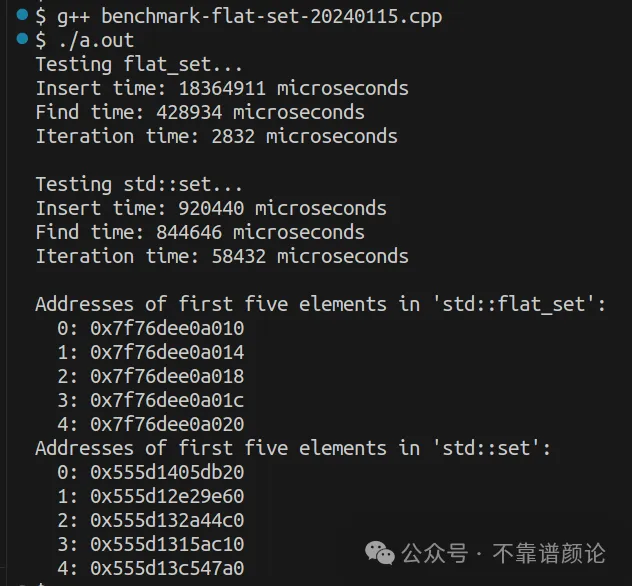 $ g++ benchmark-flat-set-20240115.cpp
$ ./a.out
Testing flat_set...
Insert time: 18364911 microseconds
Find time: 428934 microseconds
Iteration time: 2832 microseconds
Testing std::set...
Insert time: 920440 microseconds
Find time: 844646 microseconds
Iteration time: 58432 microseconds
Addresses of first five elements in 'std::flat_set':
0: 0x7f76dee0a010
1: 0x7f76dee0a014
2: 0x7f76dee0a018
3: 0x7f76dee0a01c
4: 0x7f76dee0a020
Addresses of first five elements in 'std::set':
0: 0x555d1405db20
1: 0x555d12e29e60
2: 0x555d132a44c0
3: 0x555d1315ac10
4: 0x555d13c547a0
公众号 · 不靠谱颜论